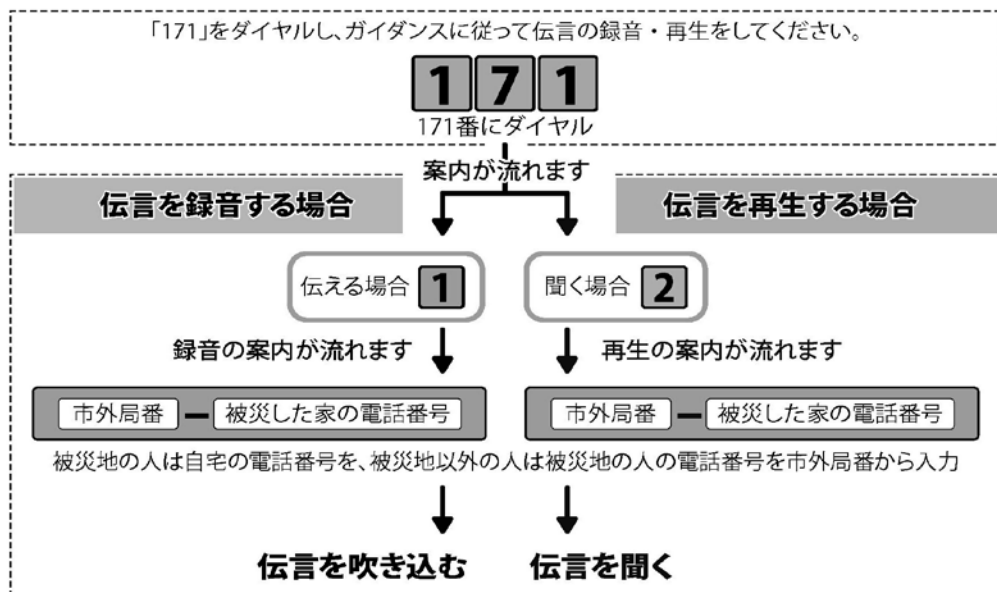 「171」をダイヤルし、ガイダンスに従って伝言の録音・再生をしてください。
171
171番にダイヤル
案内が流れます
伝言を録音する場合
伝言を再生する場合
伝える場合 1
聞く場合 2
録音の案内が流れます
再生の案内が流れます
市外局番 ー 被災した家の電話番号
市外局番 ー 被災した家の電話番号
被災地の人は自宅の電話番号を、被災地以外の人は被災地の人の電話番号を市外局番から入力
伝言を吹き込む
伝言を聞く